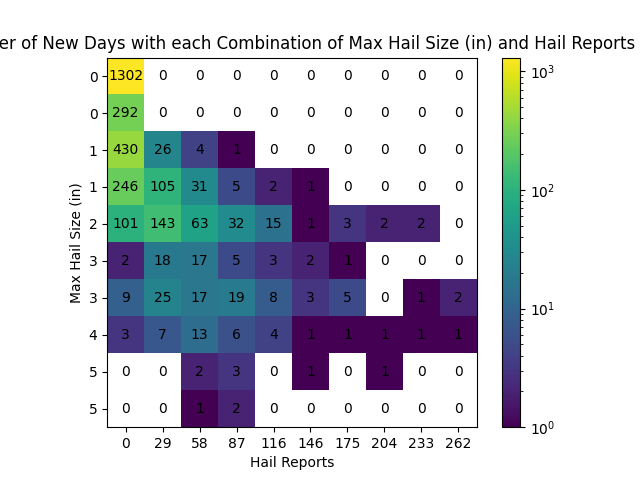 er of New Days with each Combination of Max Hail Size (in) and Hail Reports
0 1302 0 0 0 0 0 0 0 0 0
0 292 0 0 0 0 0 0 0 0 0
1 430 26 4 1 0 0 0 0 0 0
1 246 105 31 5 2 1 0 0 0 0
2 101 143 63 32 15 1 3 2 2 0
3 2 18 17 5 3 2 1 0 0 0
3 9 25 17 19 8 3 5 0 1 2
4 3 7 13 6 4 1 1 1 1 1
5 0 0 2 3 0 1 0 1 0 0
5 0 0 1 2 0 0 0 0 0 0
0 29 58 87 116 146 175 204 233 262
Hail Reports
Max Hail Size (in)
10³
10²
10¹
10⁰